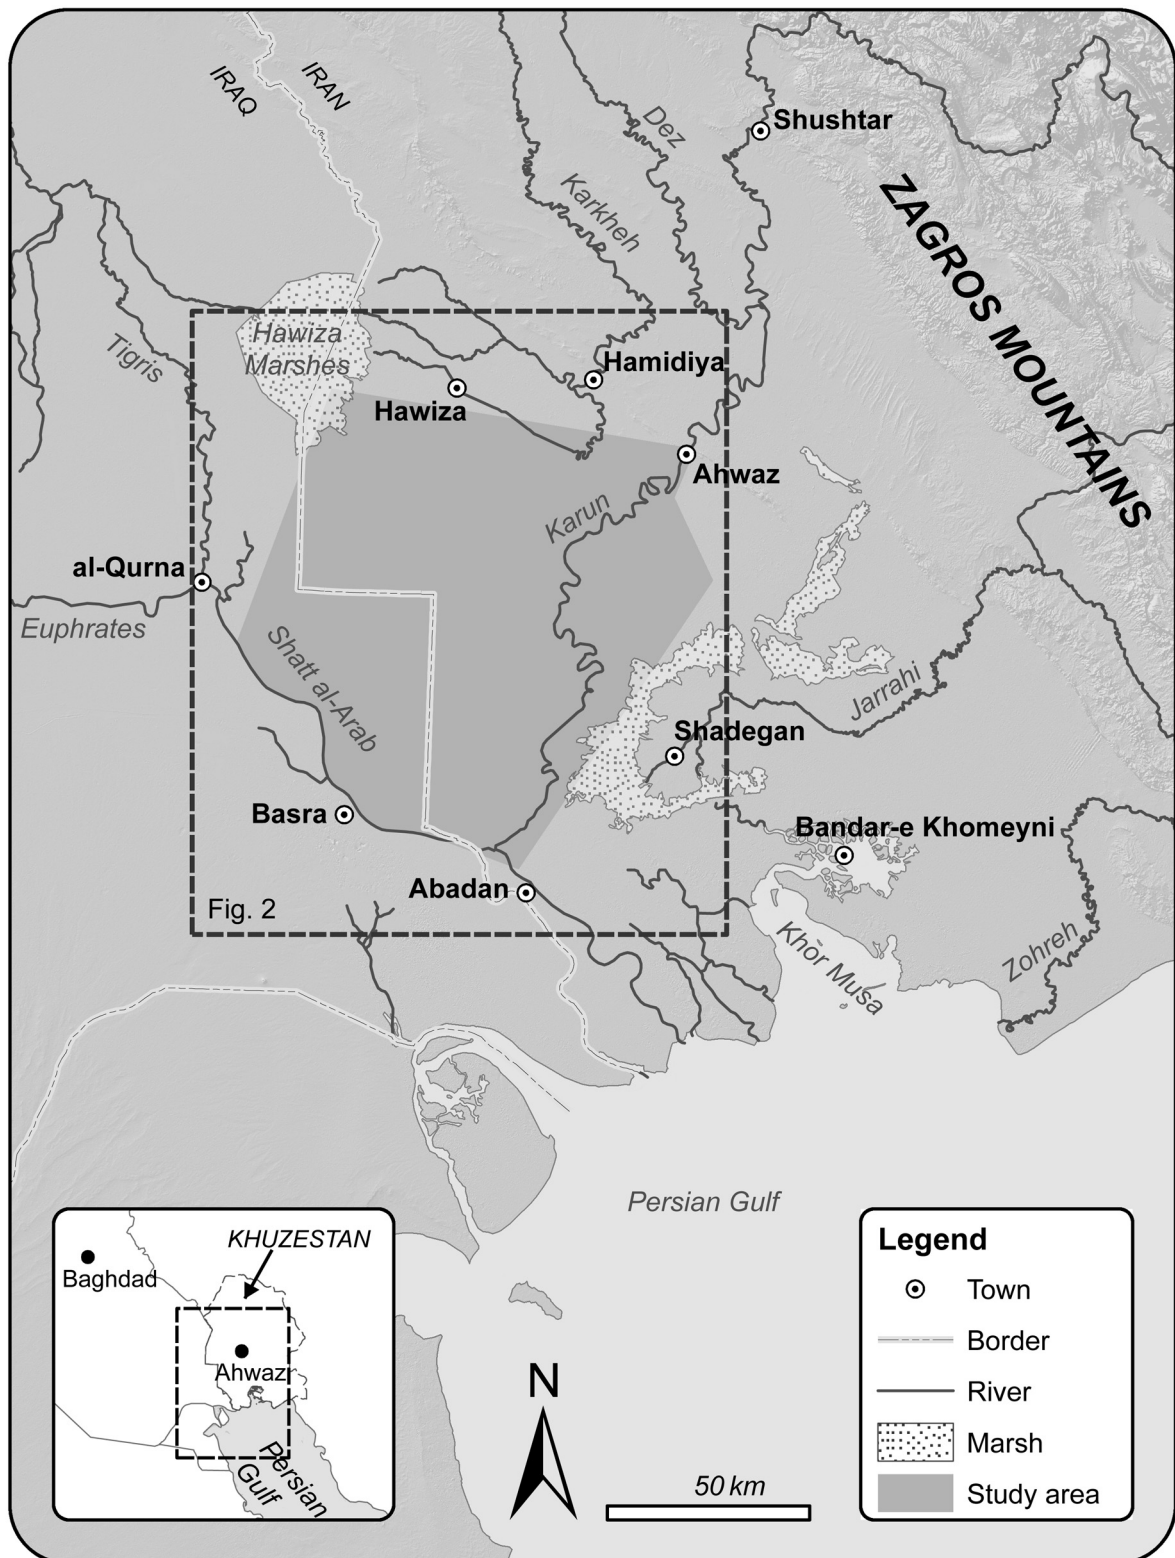 IRAN
IRAQ
Dez
Shushtar
Karkheh
ZAGROS MOUNTAINS
Tigris
Hawiza
Marshes
Hamidiya
Hawiza
Ahwaz
Karun
al-Qurna
Euphrates
Shatt al-Arab
Jarrahi
Shadegan
Basra
Bandar-e Khomeyni
Abadan
Fig. 2
Khor Musa
Zohreh
Persian Gulf
KHUZESTAN
Baghdad
Ahwaz
Persian
Gulf
N
50 km
Legend
Town
Border
River
Marsh
Study area